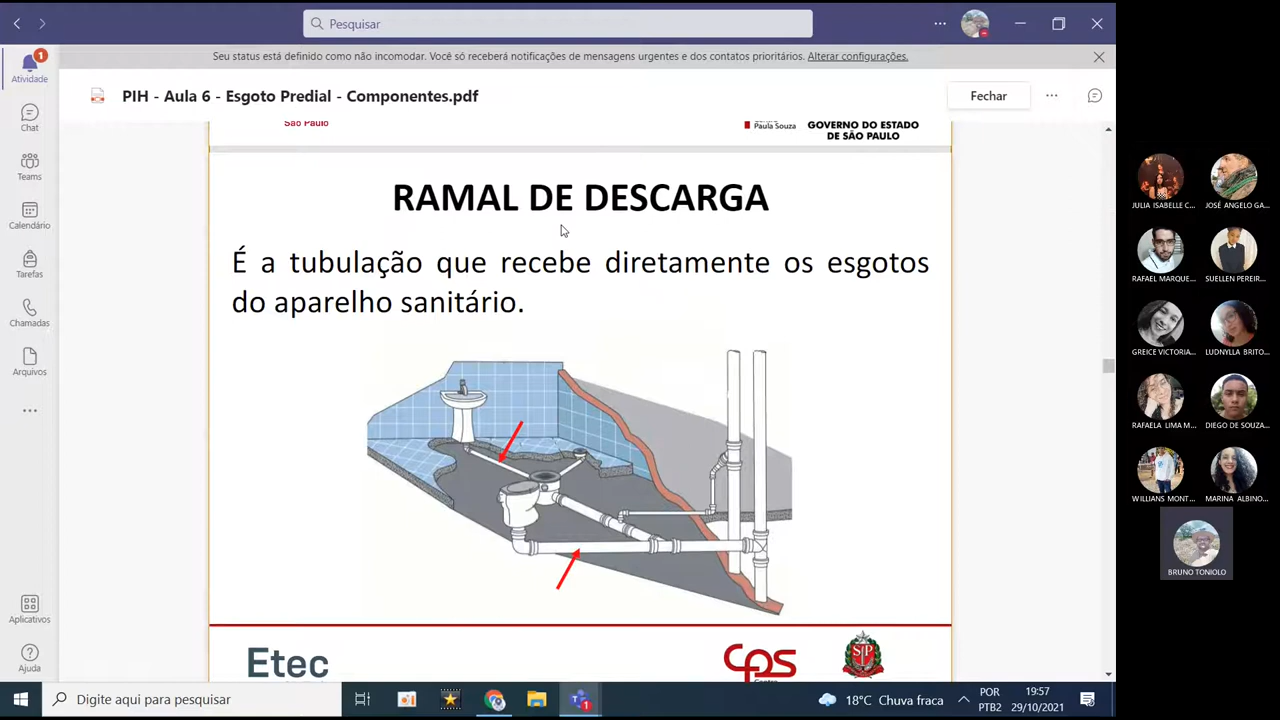 Pesquisar
Seu status está definido como não incomodar. Você só receberá notificações de mensagens urgentes e dos contatos prioritários. Alterar configurações.
1
Atividade
Chat
Teams
Calendário
Tarefas
Chamadas
Arquivos
Aplicativos
Ajuda
PIH - Aula 6 - Esgoto Predial - Componentes.pdf
Fechar
São Paulo
Paula Souza
GOVERNO DO ESTADO
DE SÃO PAULO
RAMAL DE DESCARGA
É a tubulação que recebe diretamente os esgotos
do aparelho sanitário.
Etec
Cps
SP
JULIA ISABELLE C...
JOSÉ ANGELO GA...
RAFAEL MARQUE...
SUELLEN PEREIR...
GREICE VICTORIA...
LUDNYLLA BRITO...
RAFAELA LIMA M...
DIEGO DE SOUZA...
WILLIANS MONT...
MARINA ALBINO...
BRUNO TONIOLO
Digite aqui para pesquisar
1
18°C Chuva fraca
POR
PTB2
19:57
29/10/2021